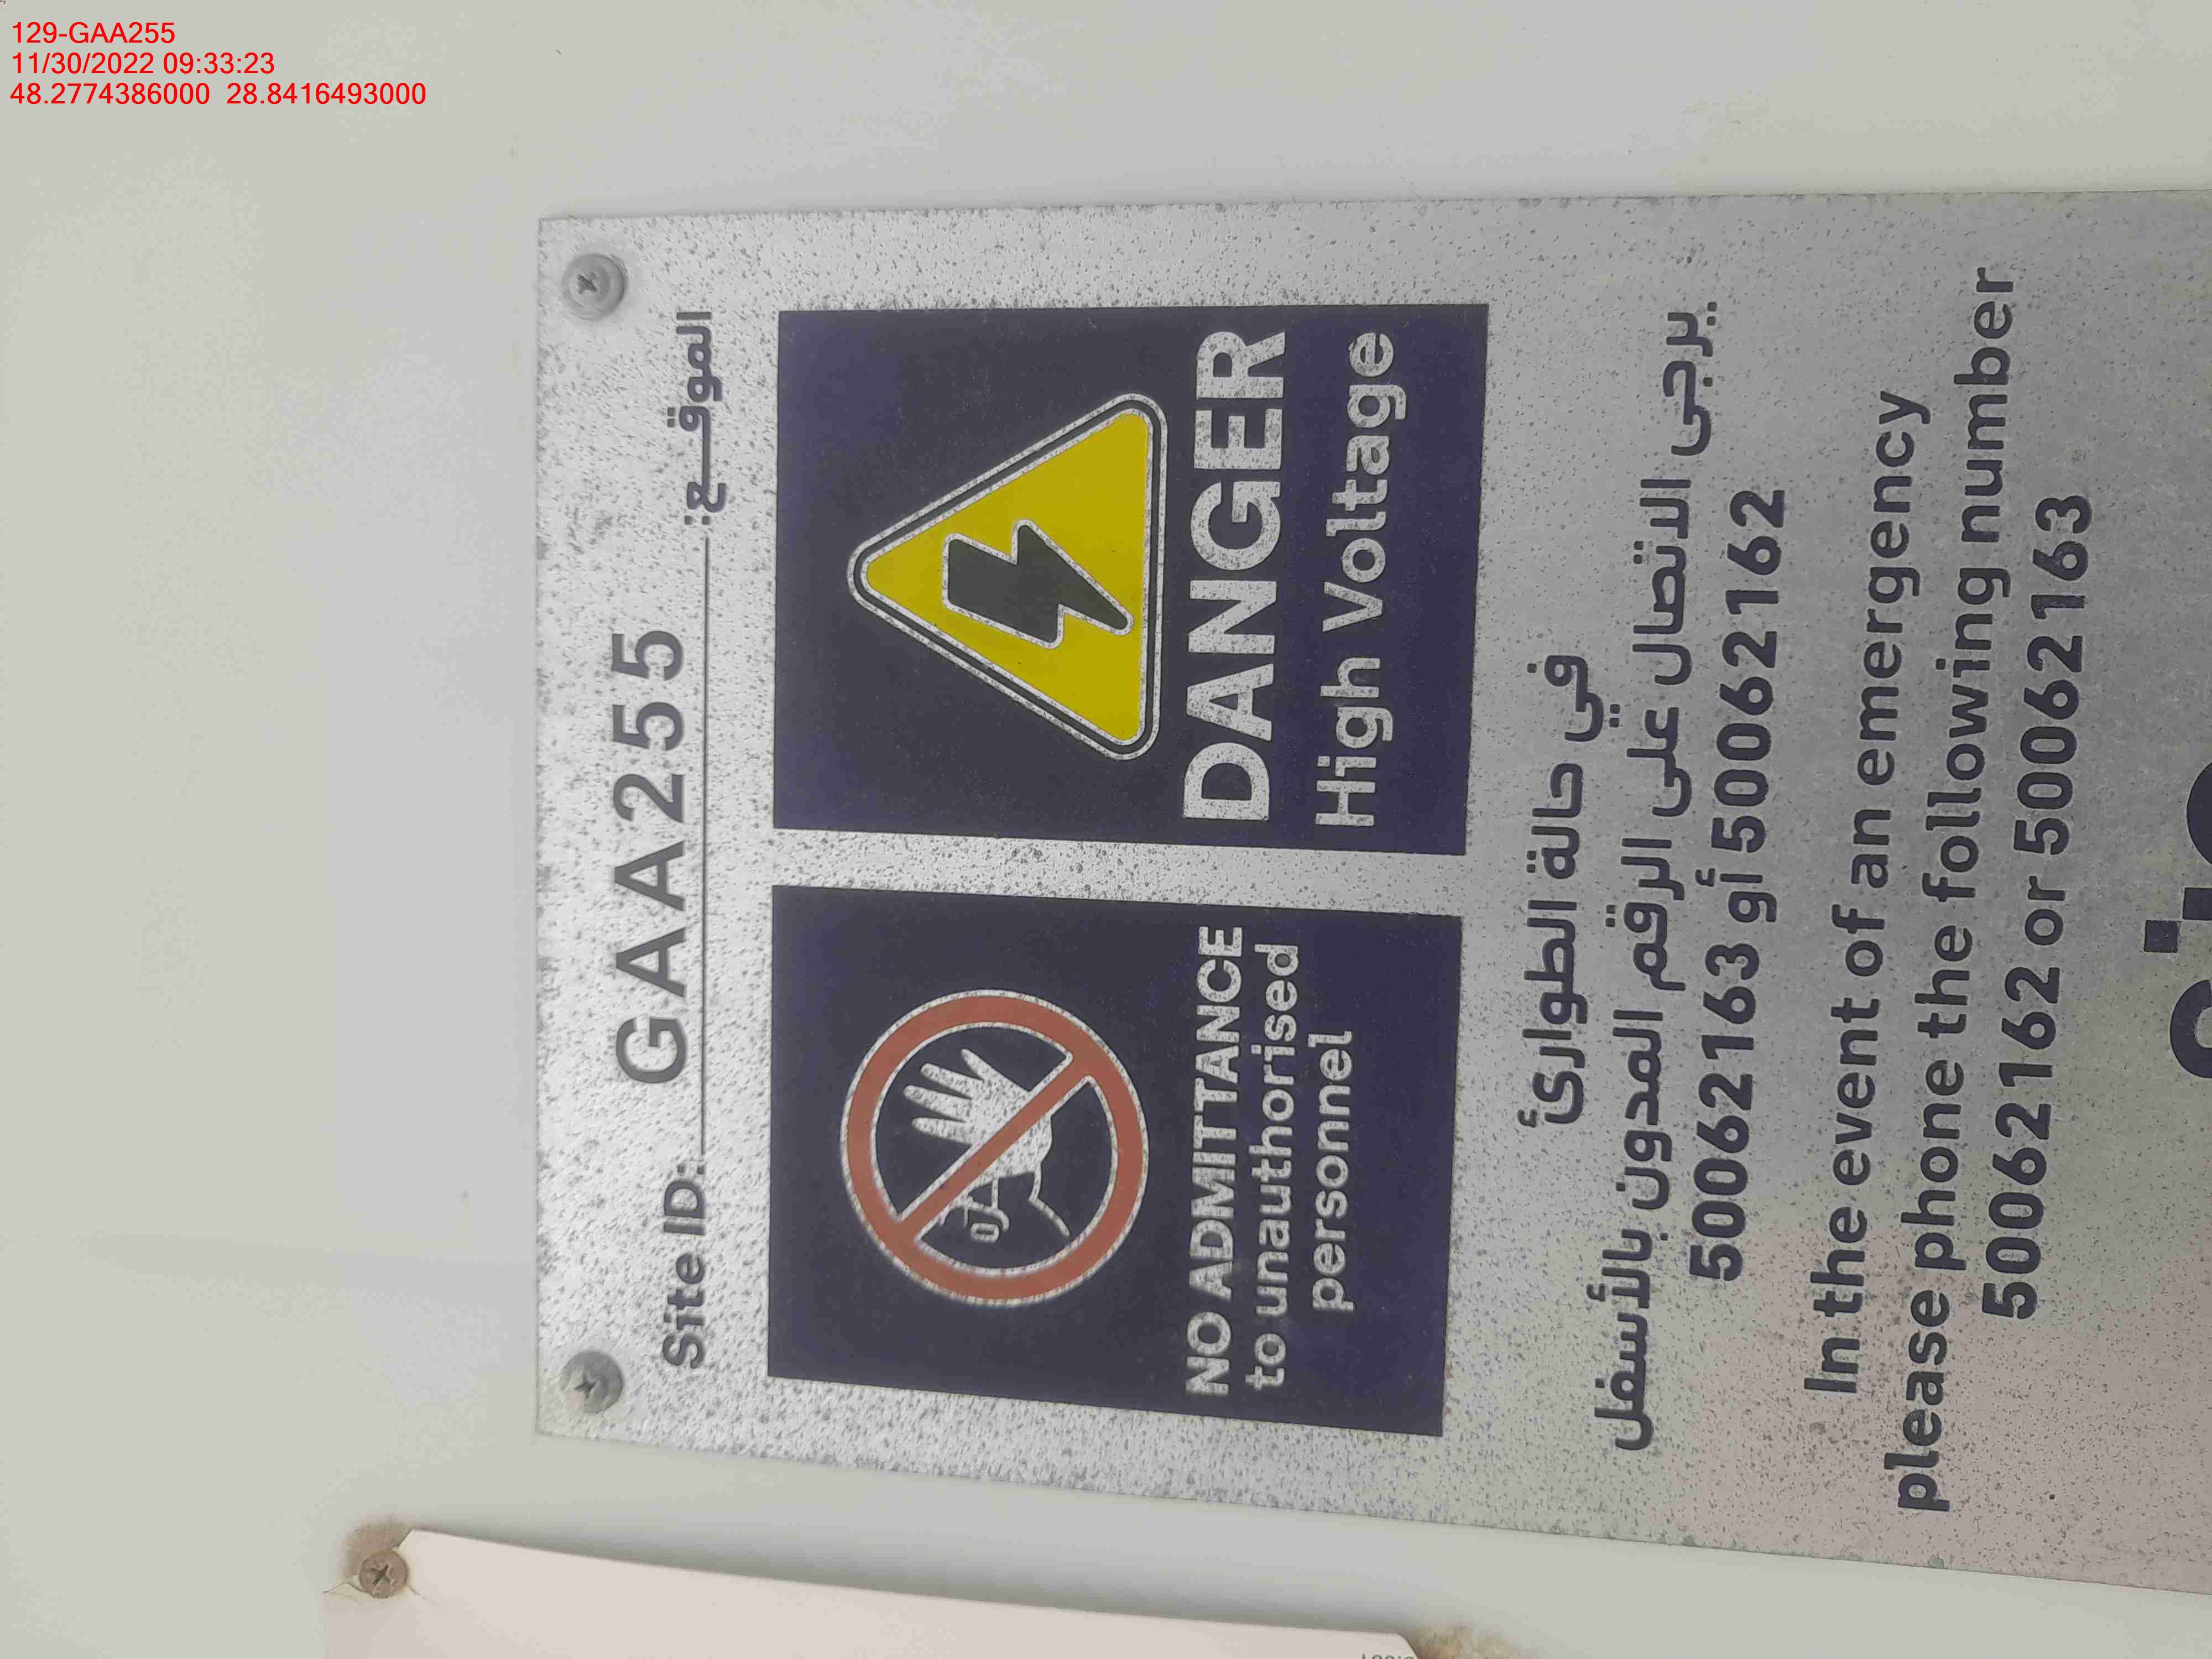 129-GAA255
11/30/2022 09:33:23
48.2774386000 28.8416493000
Site ID: GAA255 الموقـــع:
NO ADMITTANCE
to unauthorised
personnel
DANGER
High Voltage
في حالة الطوارئ
يرجى الاتصال على الرقم المدون بالأسفل
50062162 أو 50062163
In the event of an emergency
please phone the following number
50062162 or 50062163